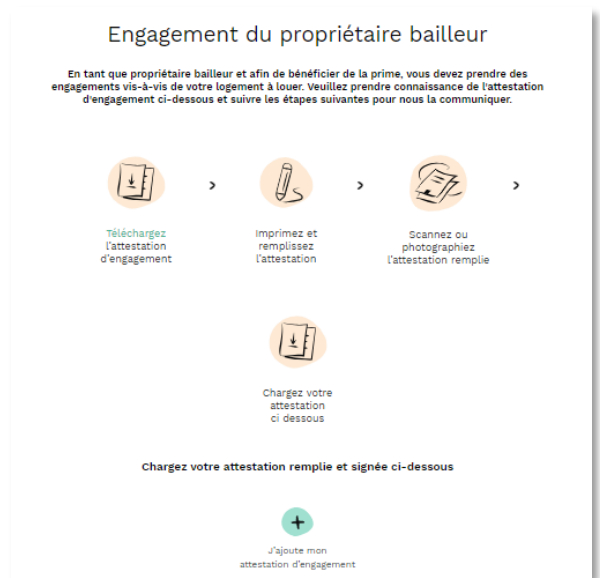 Engagement du propriétaire bailleur
En tant que propriétaire bailleur et afin de bénéficier de la prime, vous devez prendre des
engagements vis-à-vis de votre logement à louer. Veuillez prendre connaissance de l'attestation
d'engagement ci-dessous et suivre les étapes suivantes pour nous la communiquer.
Téléchargez
l'attestation
d'engagement
>
Imprimez et
remplissez
l'attestation
>
Scannez ou
photographiez
l'attestation remplie
>
Chargez votre
attestation
ci dessous
Chargez votre attestation remplie et signée ci-dessous
+
J'ajoute mon
attestation d'engagement